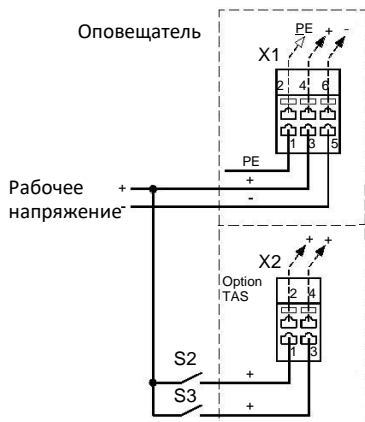 Оповещатель
PE + -
X1
2 4 6
1 3 5
PE
+
-
Рабочее +
напряжение -
+ +
X2
Option
TAS
2 4
1 3
S2 +
S3 +